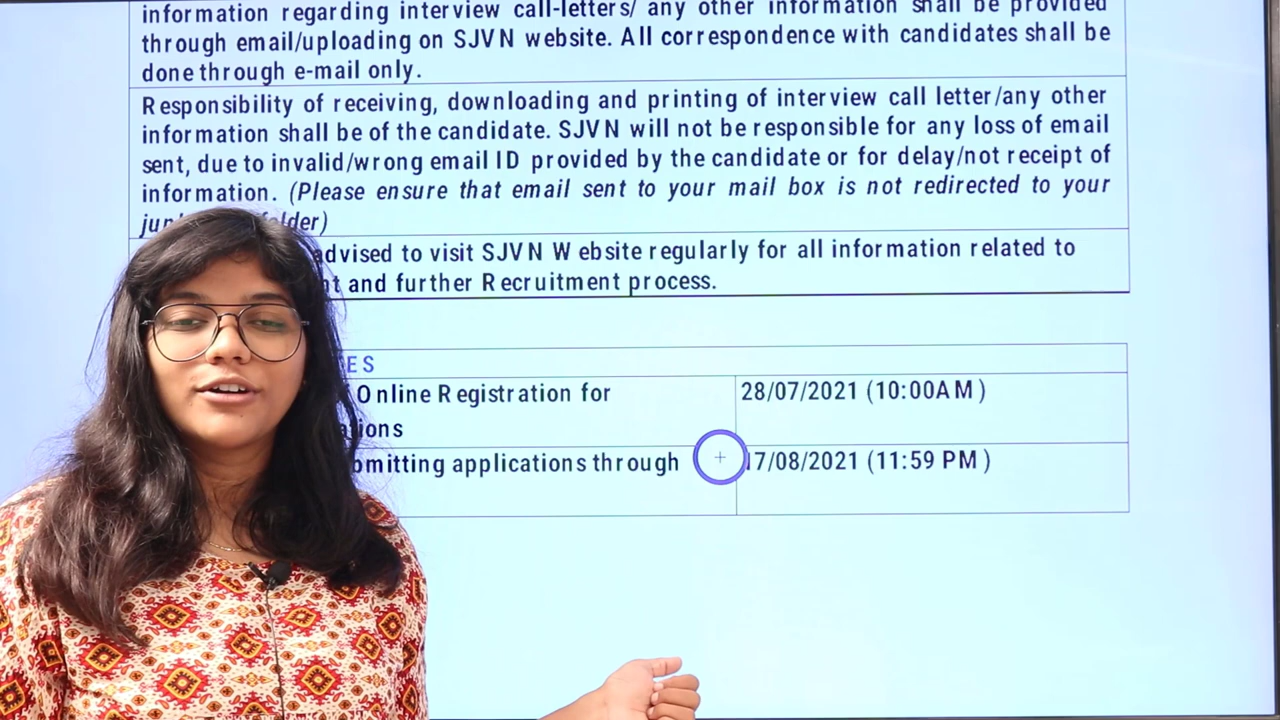 information regarding interview call-letters/ any other information shall be provided
through email/uploading on SJVN website. All correspondence with candidates shall be
done through e-mail only.
Responsibility of receiving, downloading and printing of interview call letter/any other
information shall be of the candidate. SJVN will not be responsible for any loss of email
sent, due to invalid/wrong email ID provided by the candidate or for delay/not receipt of
information. (Please ensure that email sent to your mail box is not redirected to your
advised to visit SJVN Website regularly for all information related to
and further Recruitment process.
Online Registration for
28/07/2021 (10:00AM)
applications through
7/08/2021 (11:59 PM)